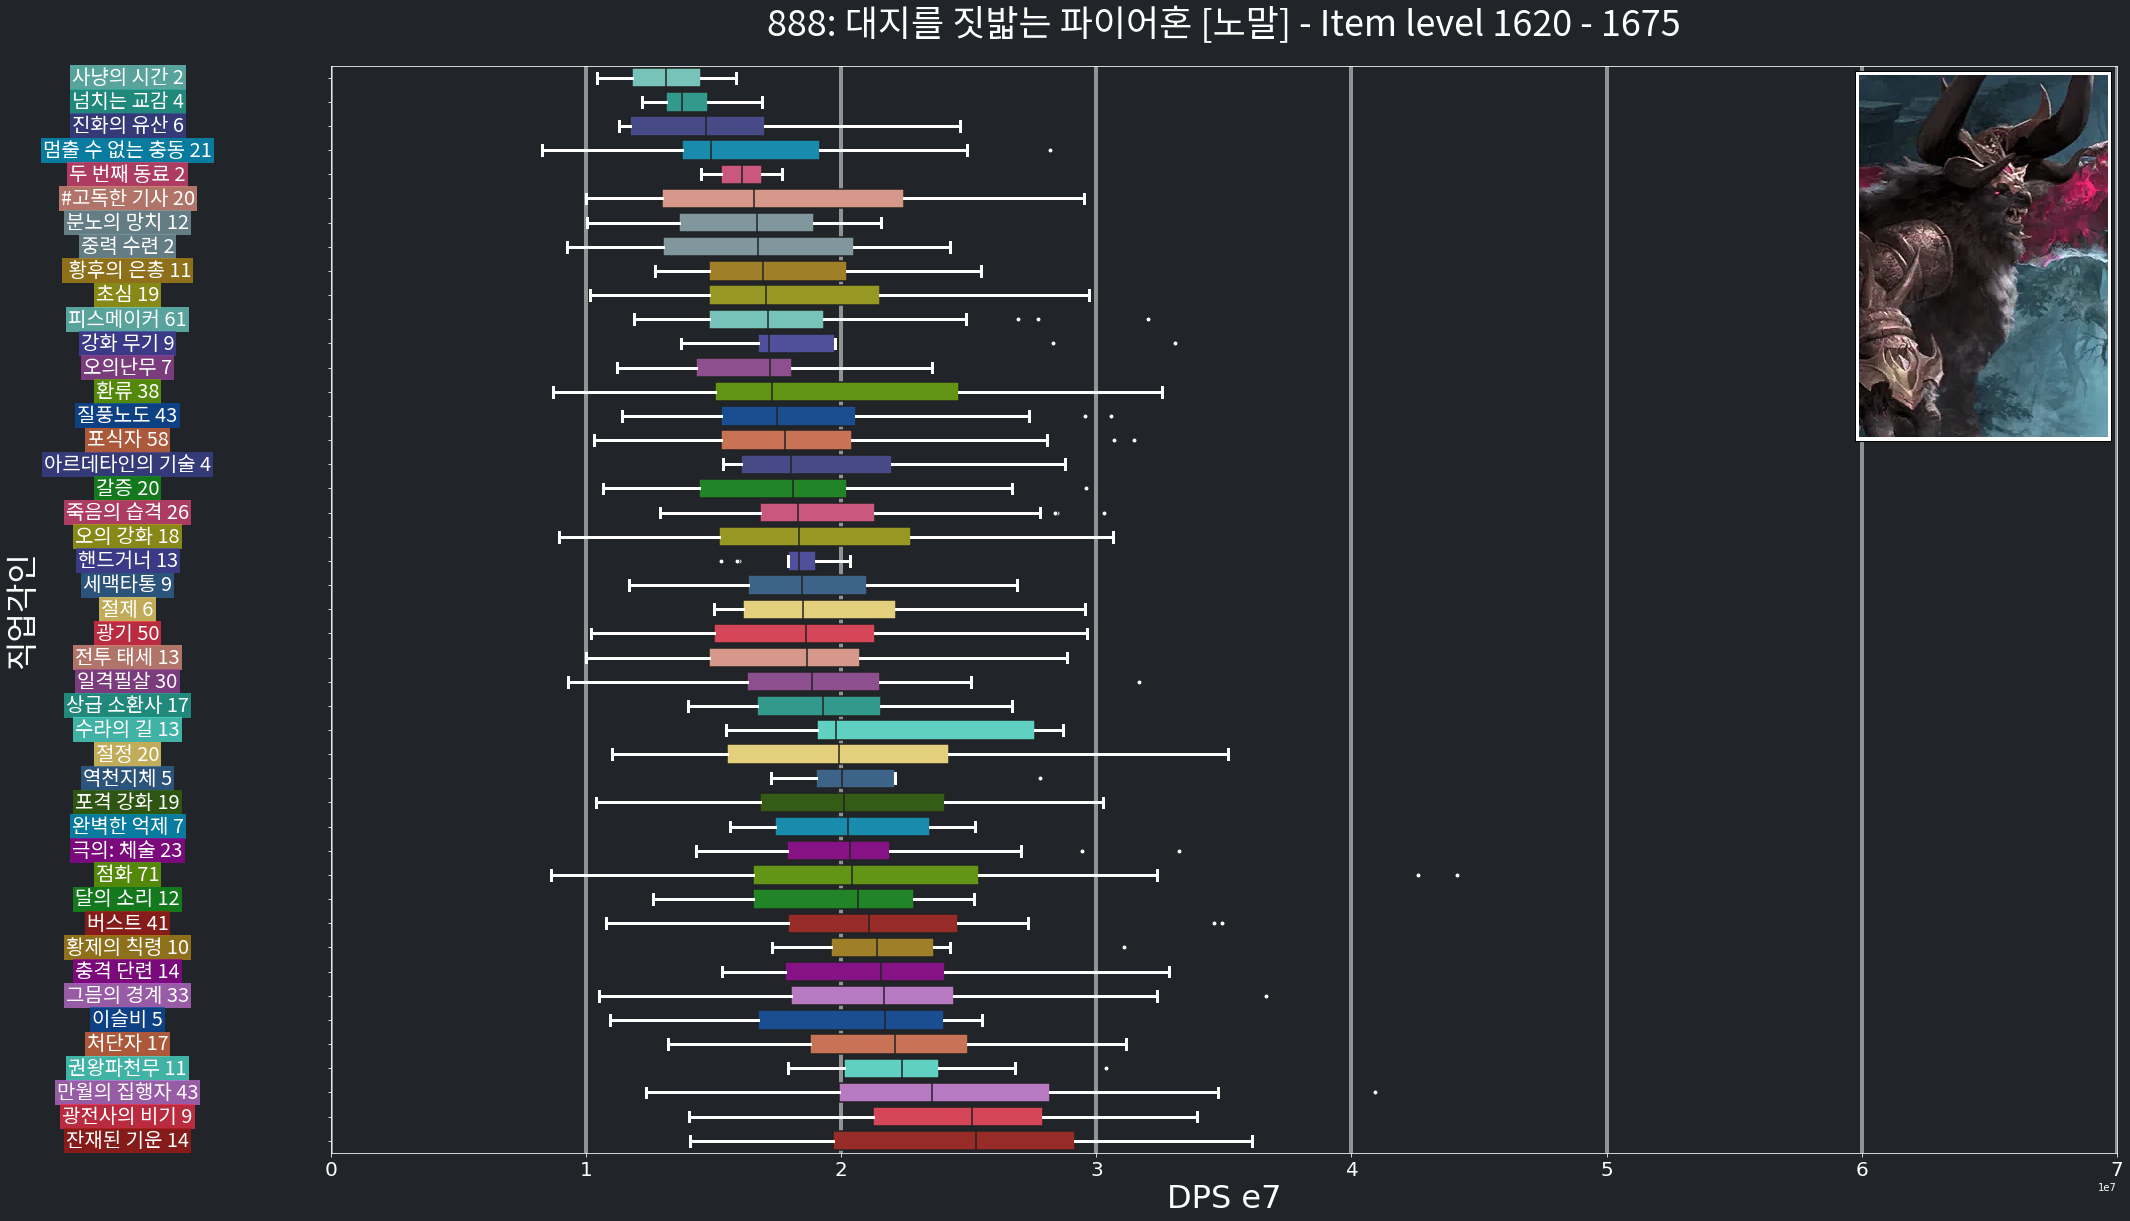 888: 대지를 짓밟는 파이어혼 [노말] - Item level 1620 - 1675
직업각인
사냥의 시간 2
넘치는 교감 4
진화의 유산 6
멈출 수 없는 충동 21
두 번째 동료 2
#고독한 기사 20
분노의 망치 12
중력 수련 2
황후의 은총 11
초심 19
피스메이커 61
강화 무기 9
오의난무 7
환류 38
질풍노도 43
포식자 58
아르데타인의 기술 4
갈증 20
죽음의 습격 26
오의 강화 18
핸드거너 13
세맥타통 9
절제 6
광기 50
전투 태세 13
일격필살 30
상급 소환사 17
수라의 길 13
절정 20
역천지체 5
포격 강화 19
완벽한 억제 7
극의: 체술 23
점화 71
달의 소리 12
버스트 41
황제의 칙령 10
충격 단련 14
그믐의 경계 33
이슬비 5
처단자 17
권왕파천무 11
만월의 집행자 43
광전사의 비기 9
잔재된 기운 14
0 1 2 3 4 5 6 7
1e7
DPS e7